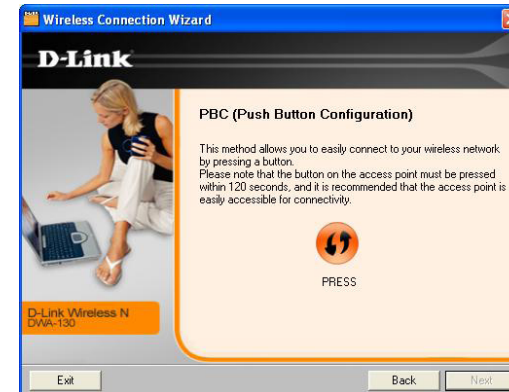 Wireless Connection Wizard
D-Link
PBC (Push Button Configuration)
This method allows you to easily connect to your wireless network
by pressing a button.
Please note that the button on the access point must be pressed
within 120 seconds, and it is recommended that the access point is
easily accessible for connectivity.
PRESS
D-Link Wireless N
DWA-130
Exit
Back
Next